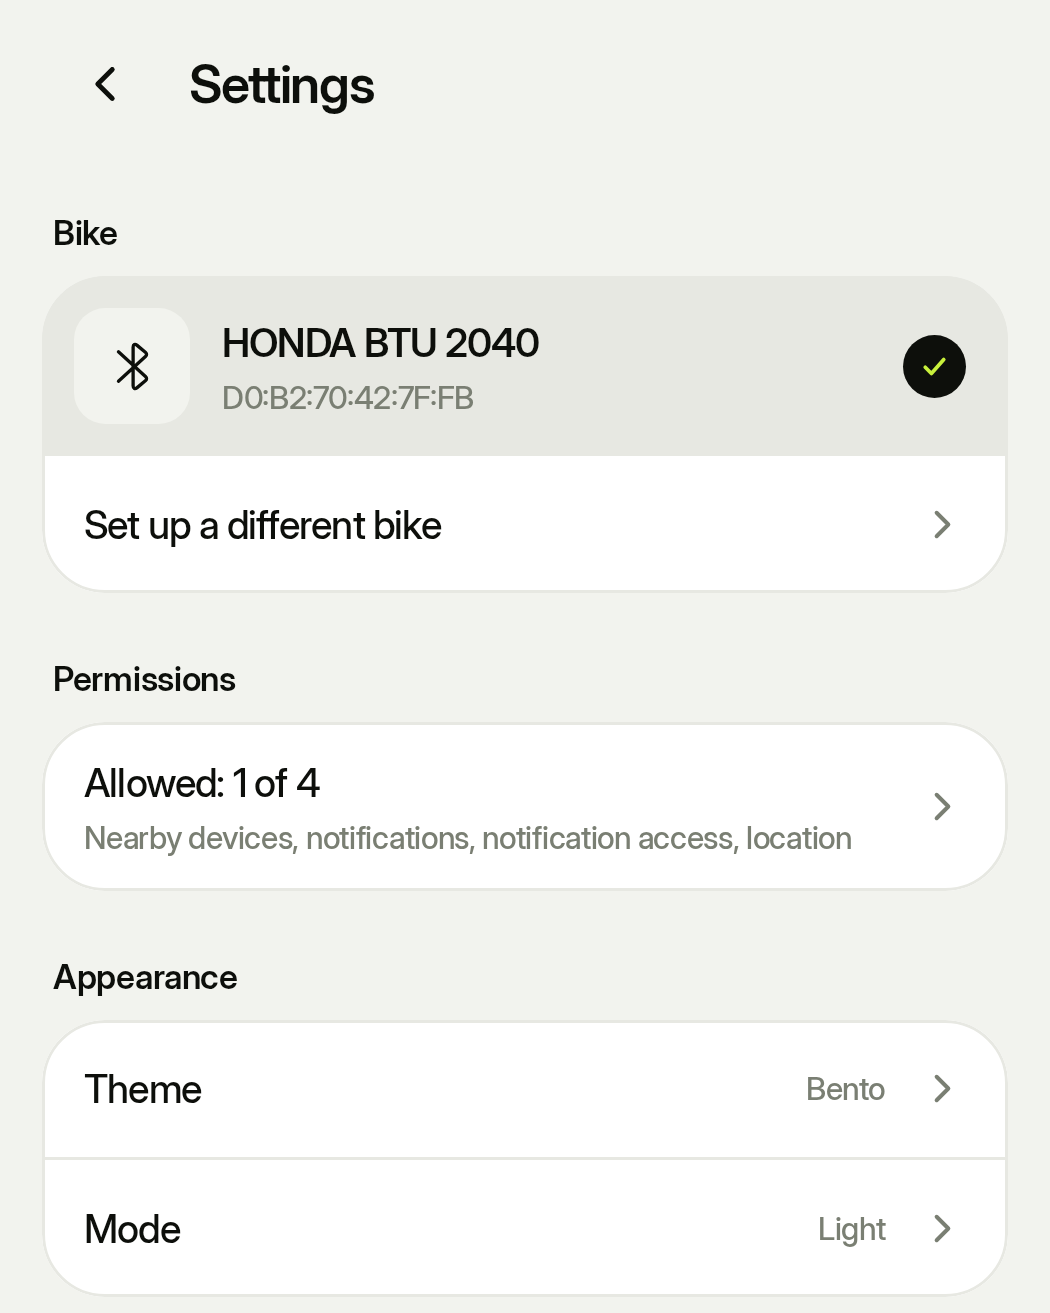 Settings
Bike
HONDA BTU 2040
D0:B2:70:42:7F:FB
Set up a different bike
Permissions
Allowed: 1 of 4
Nearby devices, notifications, notification access, location
Appearance
Theme
Bento
Mode
Light